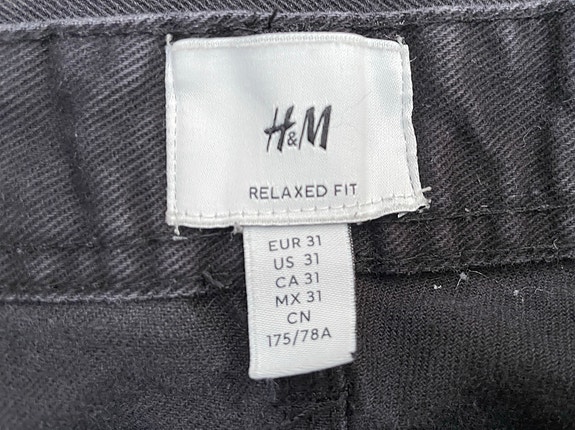 H&M
RELAXED FIT
EUR 31
US 31
CA 31
MX 31
CN
175/78A